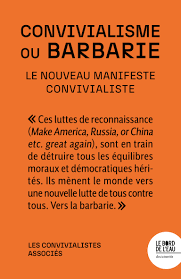 CONVIVIALISME
OU BARBARIE
LE NOUVEAU MANIFESTE
CONVIVIALISTE
« Ces luttes de reconnaissance
(Make America, Russia, or China
etc. great again), sont en train
de détruire tous les équilibres
moraux et démocratiques héri-
tés. Ils mènent le monde vers
une nouvelle lutte de tous contre
tous. Vers la barbarie. »
LES CONVIVIALISTES
ASSOCIÉS
LE BORD
DE L'EAU
documents